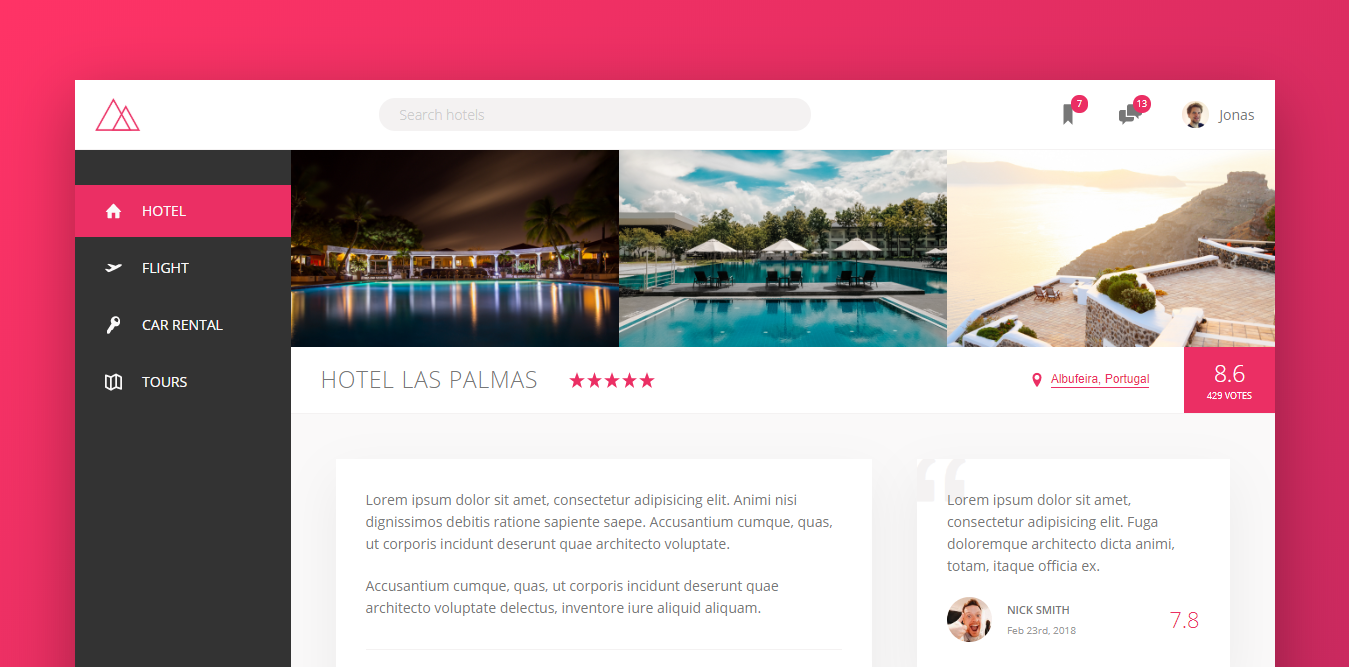 Search hotels
7
13
Jonas
HOTEL
FLIGHT
CAR RENTAL
TOURS
HOTEL LAS PALMAS
Albufeira, Portugal
8.6
429 VOTES
Lorem ipsum dolor sit amet, consectetur adipisicing elit. Animi nisi
dignissimos debitis ratione sapiente saepe. Accusantium cumque, quas,
ut corporis incidunt deserunt quae architecto voluptate.
Accusantium cumque, quas, ut corporis incidunt deserunt quae
architecto voluptate delectus, inventore iure aliquid aliquam.
“
Lorem ipsum dolor sit amet,
consectetur adipisicing elit. Fuga
doloremque architecto dicta animi,
totam, itaque officia ex.
NICK SMITH
Feb 23rd, 2018
7.8